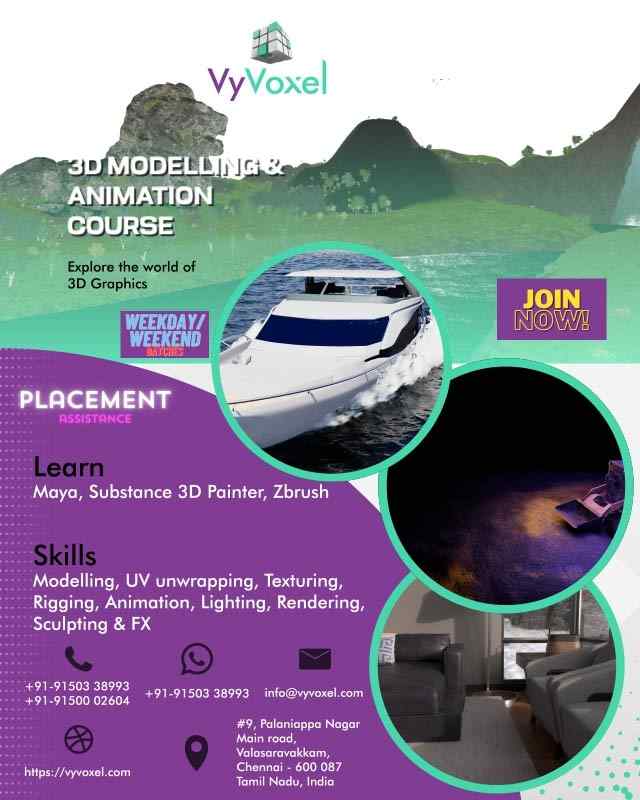 VyVoxel
3D MODELLING &
ANIMATION
COURSE
Explore the world of
3D Graphics
WEEKDAY/
WEEKEND
BATCHES
JOIN
NOW!
PLACEMENT
ASSISTANCE
Learn
Maya, Substance 3D Painter, Zbrush
Skills
Modelling, UV unwrapping, Texturing,
Rigging, Animation, Lighting, Rendering,
Sculpting & FX
+91-91503 38993
+91-91500 02604
+91-91503 38993
info@vyvoxel.com
https://vyvoxel.com
#9, Palaniappa Nagar
Main road,
Valasaravakkam,
Chennai - 600 087
Tamil Nadu, India